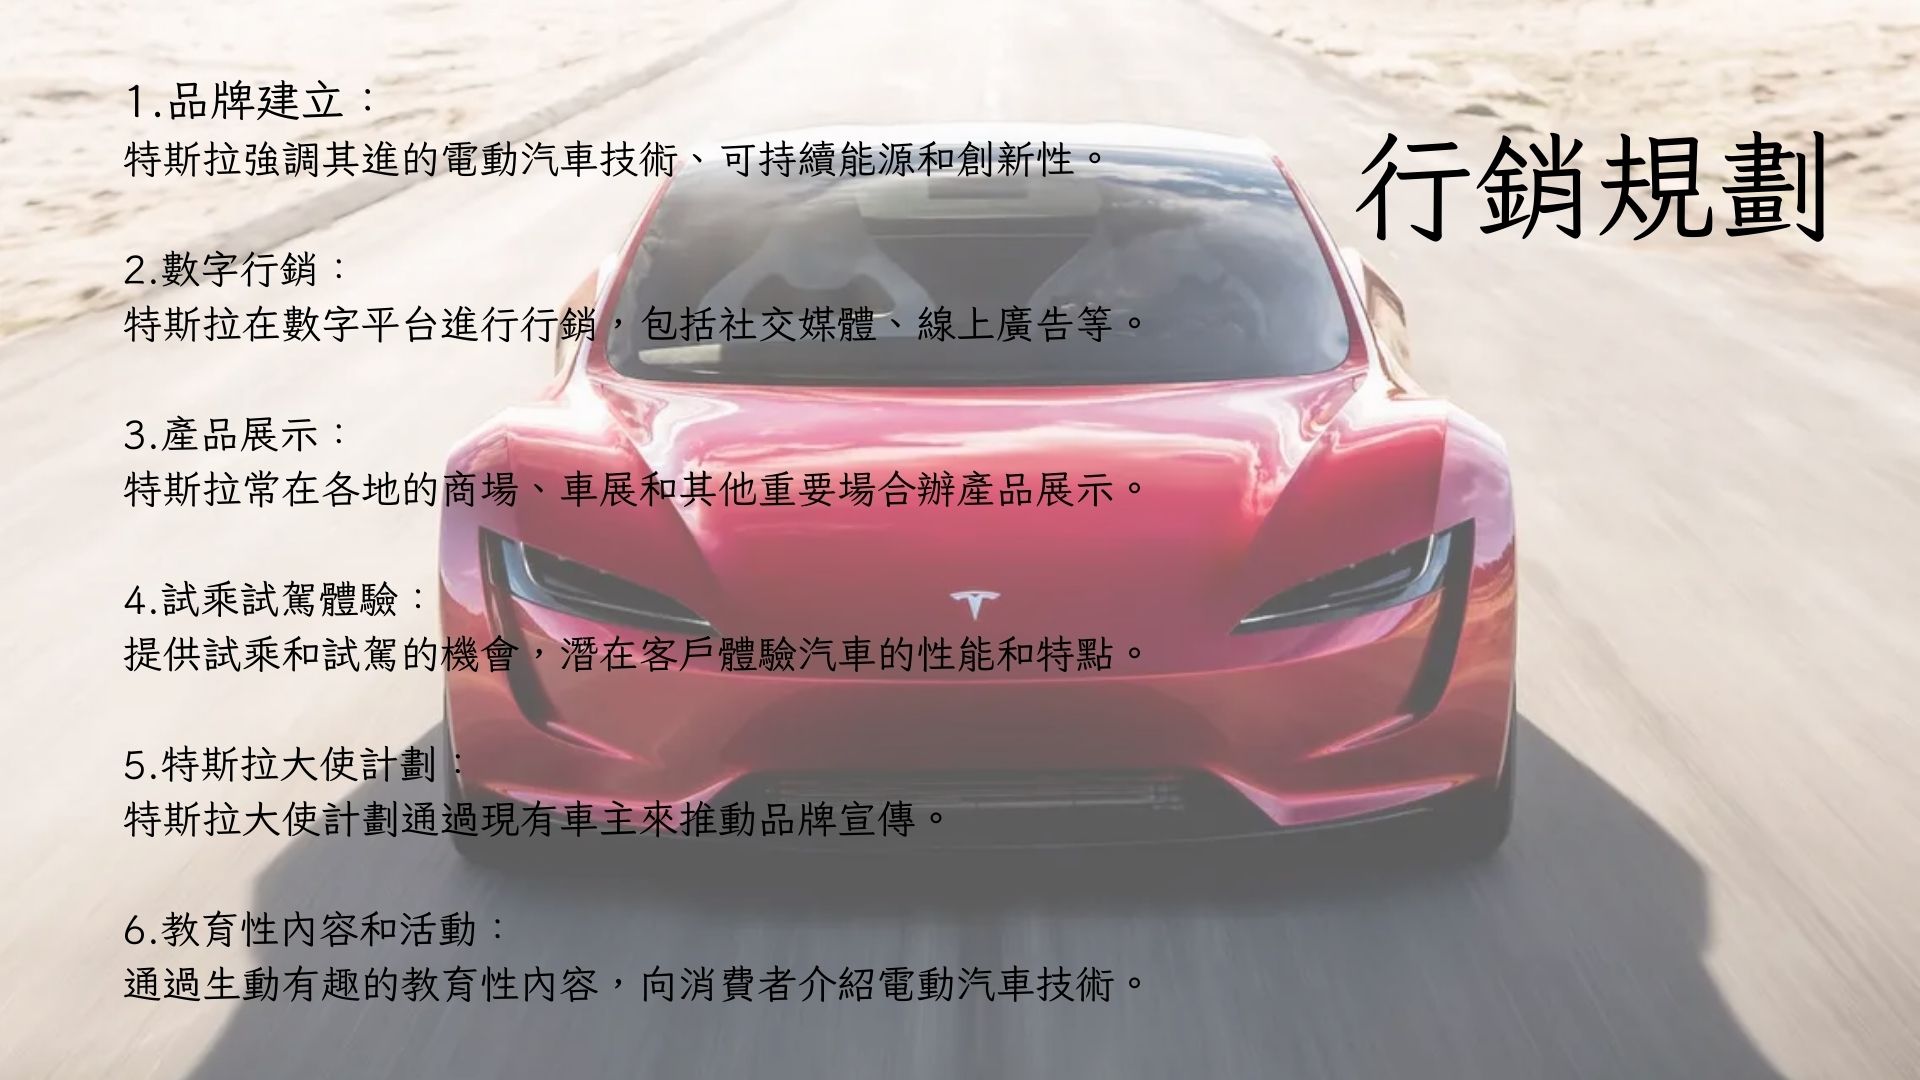 行銷規劃
1.品牌建立：
特斯拉強調其進的電動汽車技術、可持續能源和創新性。
2.數字行銷：
特斯拉在數字平台進行行銷，包括社交媒體、線上廣告等。
3.產品展示：
特斯拉常在各地的商場、車展和其他重要場合辦產品展示。
4.試乘試駕體驗：
提供試乘和試駕的機會，潛在客戶體驗汽車的性能和特點。
5.特斯拉大使計劃：
特斯拉大使計劃通過現有車主來推動品牌宣傳。
6.教育性內容和活動：
通過生動有趣的教育性內容，向消費者介紹電動汽車技術。